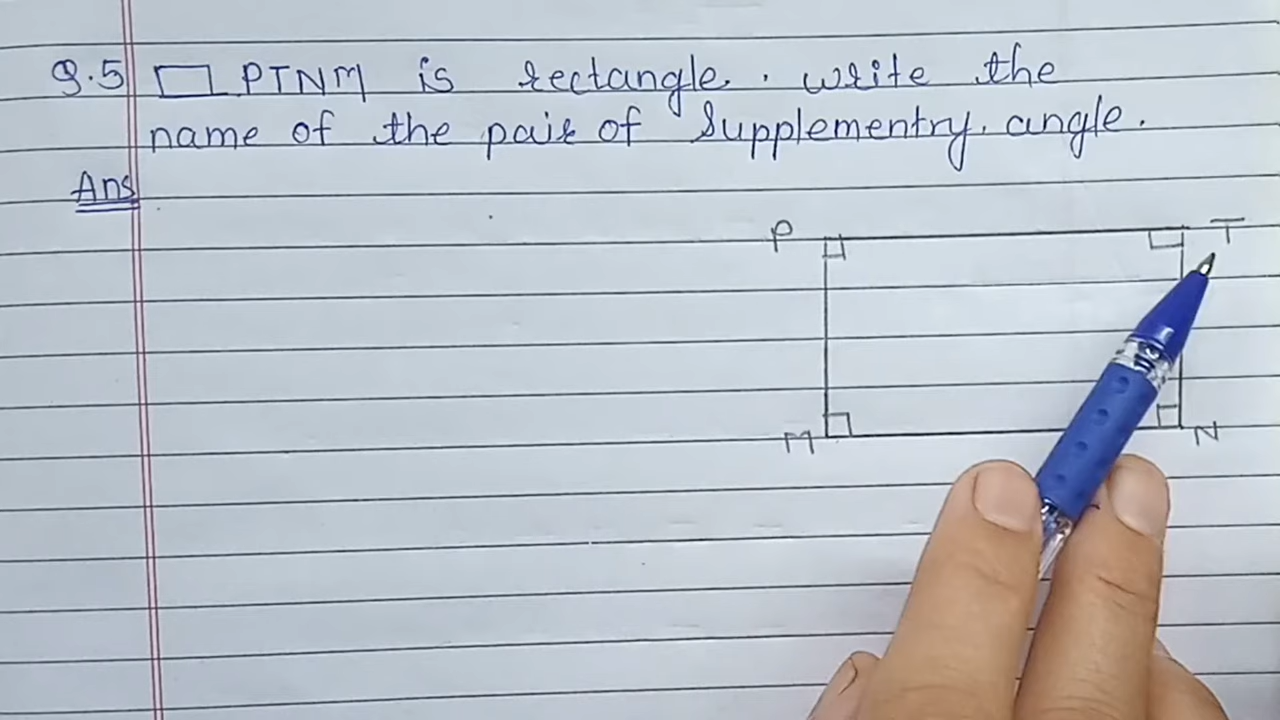 Q.5 □ PTNM is rectangle. write the
name of the pair of Supplementry. angle.
Ans
P T
M N